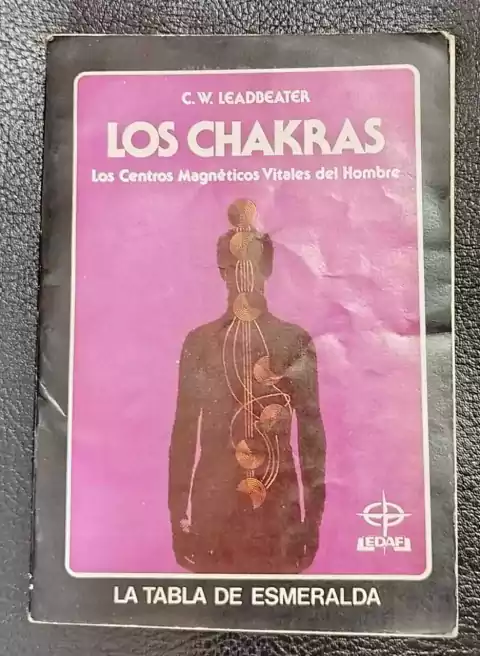 C. W. LEADBEATER
LOS CHAKRAS
Los Centros Magnéticos Vitales del Hombre
EDAF
LA TABLA DE ESMERALDA